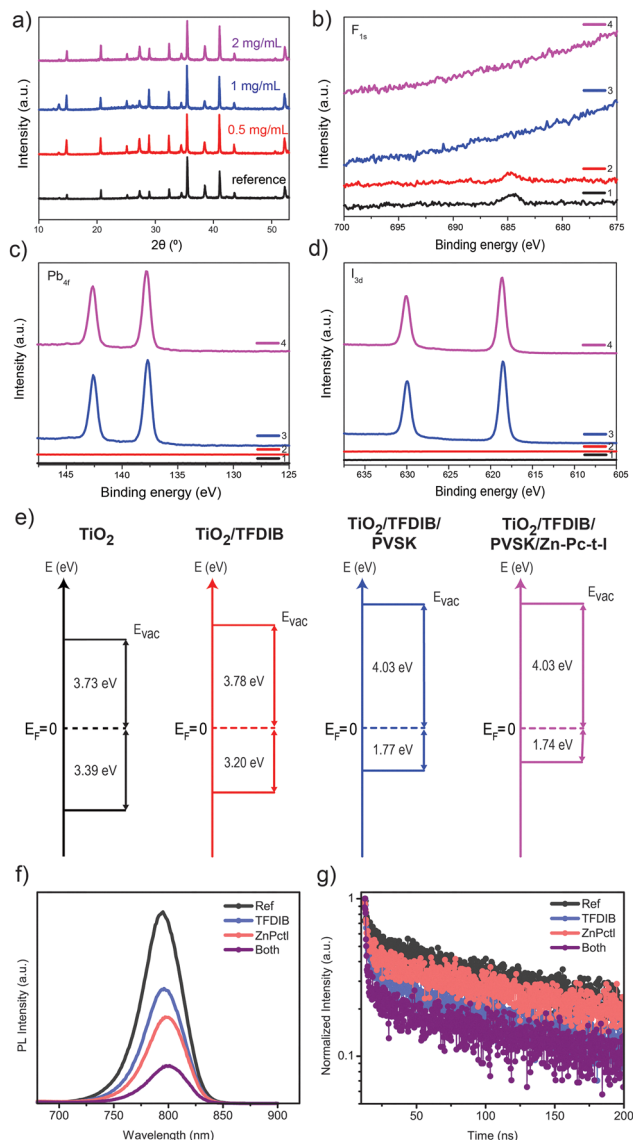 a)
2 mg/mL
1 mg/mL
0.5 mg/mL
reference
Intensity (a.u.)
10 20 30 40 50
2θ (º)
b)
F1s
4
3
2
1
Intensity (a.u.)
700 695 690 685 680 675
Binding energy (eV)
c)
Pb4f
4
3
2
1
Intensity (a.u.)
145 140 135 130 125
Binding energy (eV)
d)
I3d
4
3
2
1
Intensity (a.u.)
635 630 625 620 615 610 605
Binding energy (eV)
e)
TiO2
E (eV)
Evac
3.73 eV
EF=0
3.39 eV
TiO2/TFDIB
E (eV)
Evac
3.78 eV
EF=0
3.20 eV
TiO2/TFDIB/
PVSK
E (eV)
Evac
4.03 eV
EF=0
1.77 eV
TiO2/TFDIB/
PVSK/Zn-Pc-t-I
E (eV)
Evac
4.03 eV
EF=0
1.74 eV
f)
Ref
TFDIB
ZnPctI
Both
PL Intensity (a.u.)
700 750 800 850 900
Wavelength (nm)
g)
Ref
TFDIB
ZnPctI
Both
Normalized Intensity (a.u.)
1
0.1
50 100 150 200
Time (ns)